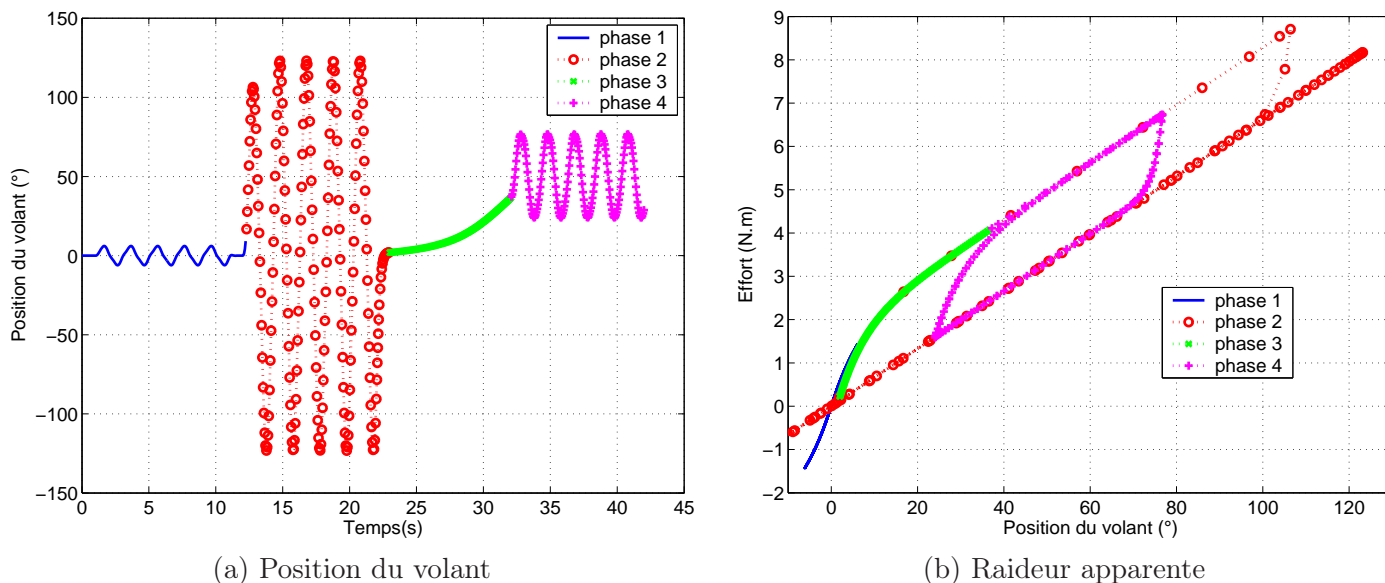 150
100
50
0
−50
−100
−150
0
5
10
15
20
25
30
35
40
45
Temps(s)
Position du volant (°)
phase 1
phase 2
phase 3
phase 4
(a) Position du volant
9
8
7
6
5
4
3
2
1
0
−1
−2
0
20
40
60
80
100
120
Position du volant (°)
Effort (N.m)
phase 1
phase 2
phase 3
phase 4
(b) Raideur apparente